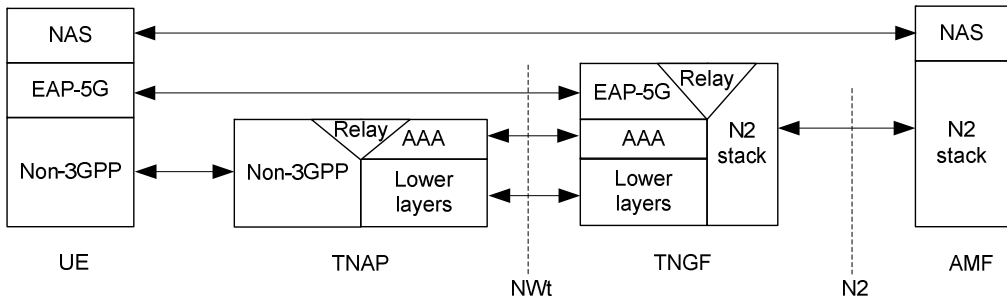 NAS
NAS
EAP-5G
EAP-5G
Relay
Relay
AAA
AAA
N2
stack
N2
stack
Non-3GPP
Non-3GPP
Lower
layers
Lower
layers
UE
TNAP
TNGF
AMF
NWt
N2